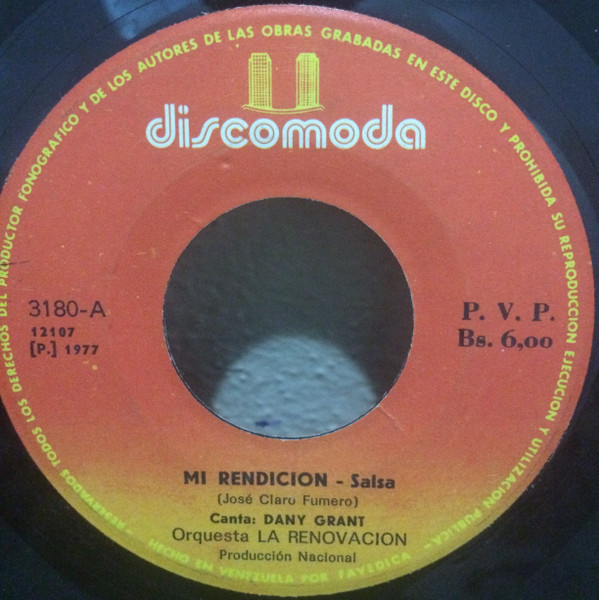 RESERVADOS TODOS LOS DERECHOS DEL PRODUCTOR FONOGRAFICO Y DE LOS AUTORES DE LAS OBRAS GRABADAS EN ESTE DISCO Y PROHIBIDA SU REPRODUCCION EJECUCION Y UTILIZACION PUBLICA
discomoda
3180-A
12107
[P.] 1977
P. V. P.
Bs. 6,00
MI RENDICION - Salsa
(José Claro Fumero)
Canta: DANY GRANT
Orquesta LA RENOVACION
Producción Nacional
HECHO EN VENEZUELA POR FAVEDICA